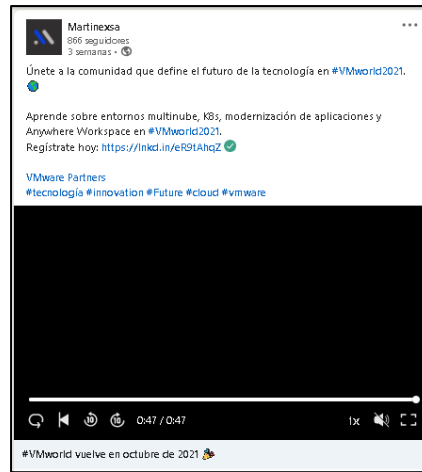 Martinexsa
866 seguidores
3 semanas •
Únete a la comunidad que define el futuro de la tecnología en #VMworld2021.
Aprende sobre entornos multinube, K8s, modernización de aplicaciones y
Anywhere Workspace en #VMworld2021.
Regístrate hoy: https://lnkd.in/eR9tAhqZ
VMware Partners
#tecnología #innovation #Future #cloud #vmware
10 10 0:47 / 0:47 1x
#VMworld vuelve en octubre de 2021